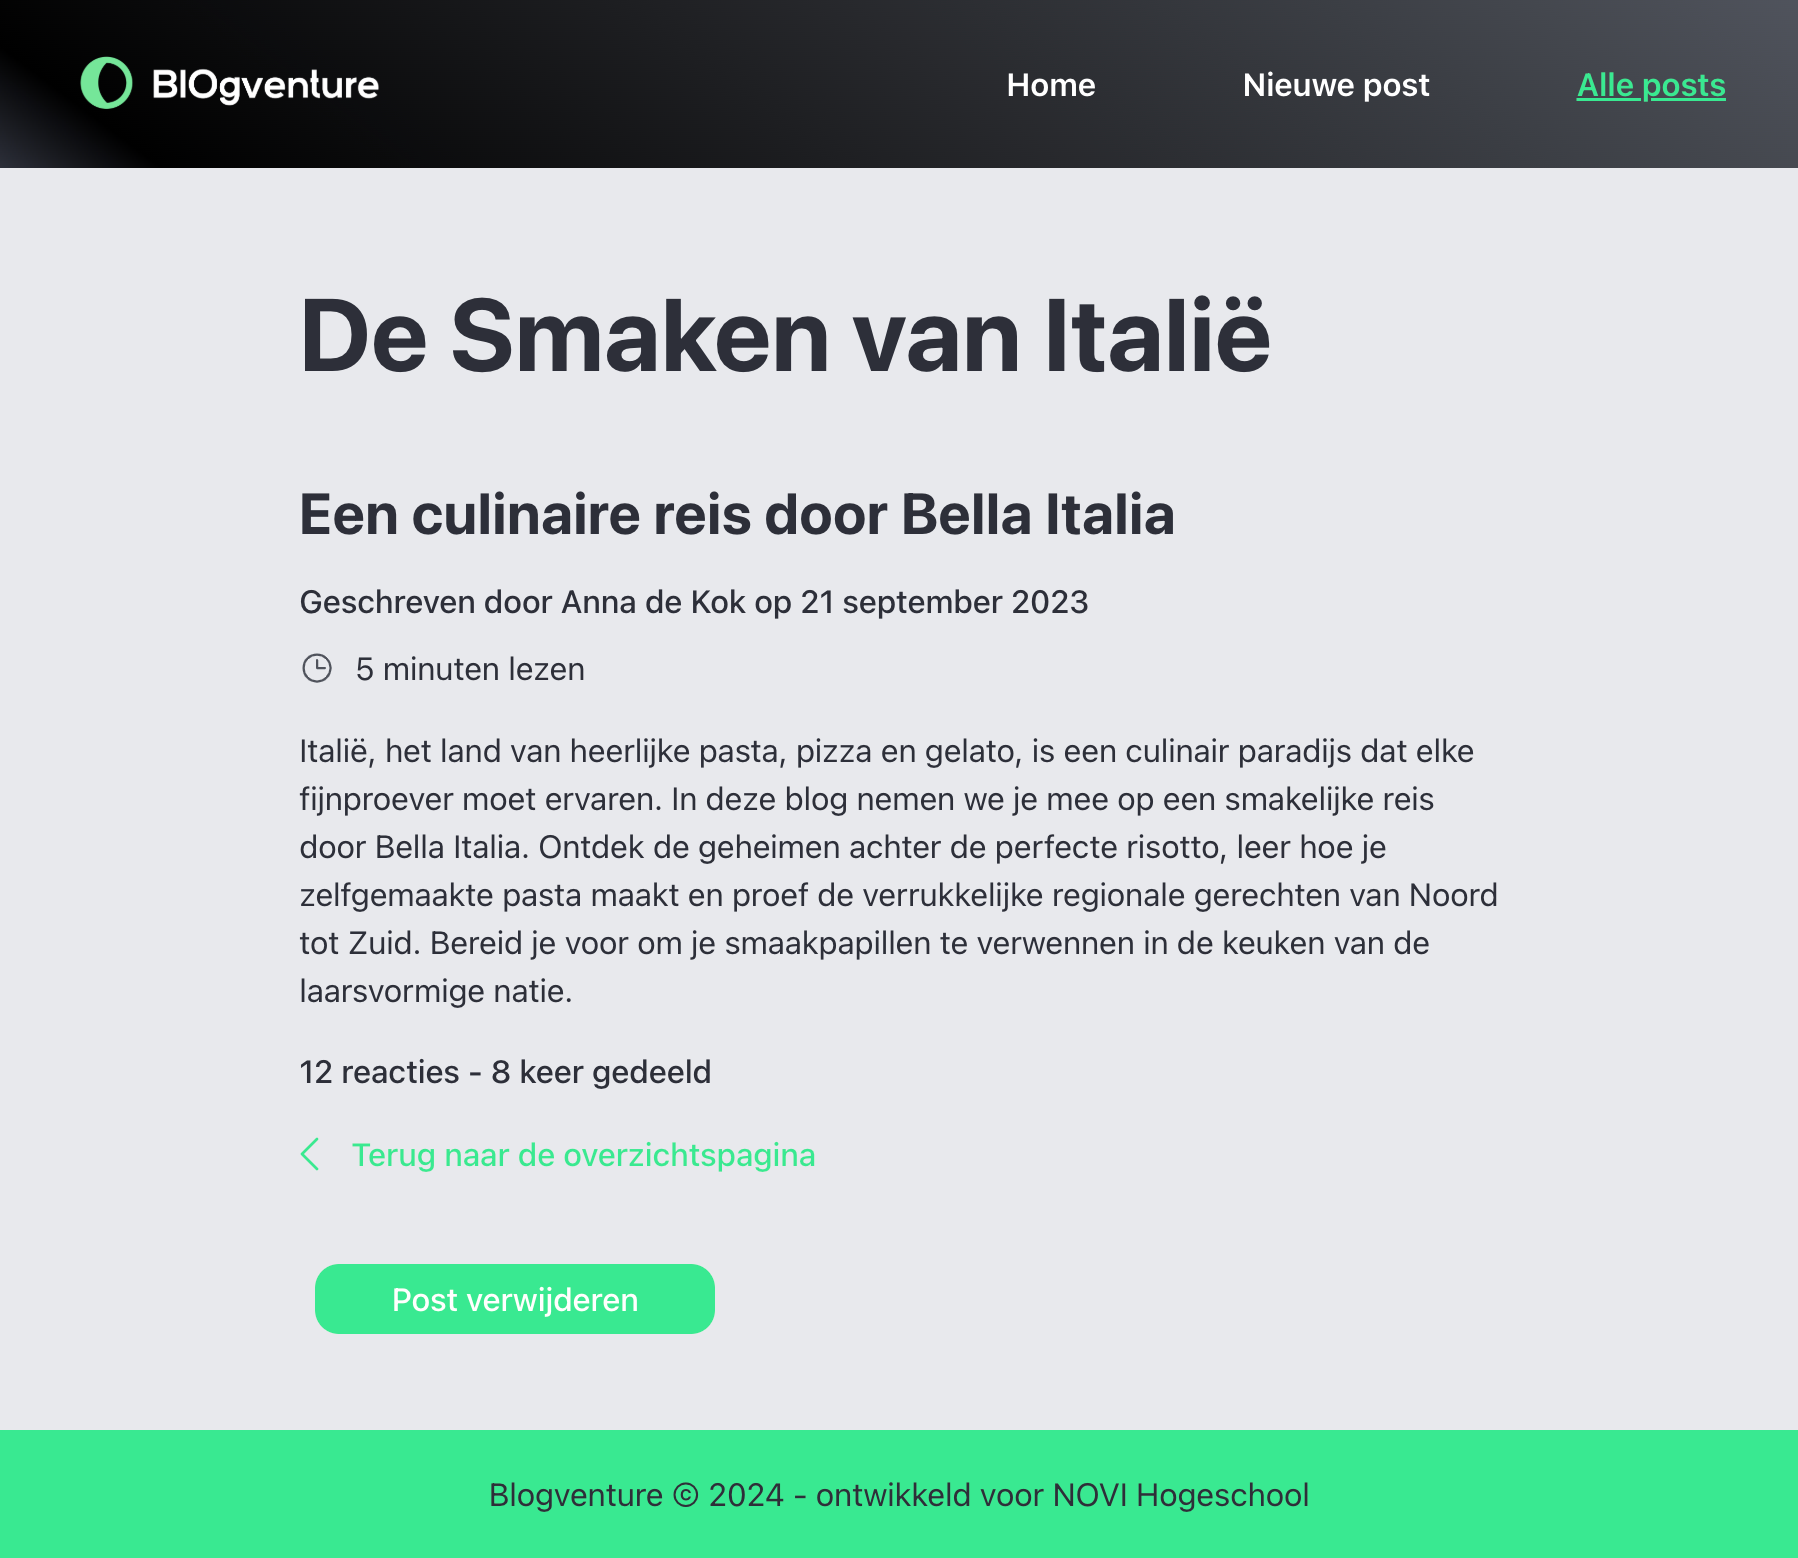 BlOgventure
Home
Nieuwe post
Alle posts
De Smaken van Italië
Een culinaire reis door Bella Italia
Geschreven door Anna de Kok op 21 september 2023
5 minuten lezen
Italië, het land van heerlijke pasta, pizza en gelato, is een culinair paradijs dat elke
fijnproever moet ervaren. In deze blog nemen we je mee op een smakelijke reis
door Bella Italia. Ontdek de geheimen achter de perfecte risotto, leer hoe je
zelfgemaakte pasta maakt en proef de verrukkelijke regionale gerechten van Noord
tot Zuid. Bereid je voor om je smaakpapillen te verwennen in de keuken van de
laarsvormige natie.
12 reacties - 8 keer gedeeld
Terug naar de overzichtspagina
Post verwijderen
Blogventure © 2024 - ontwikkeld voor NOVI Hogeschool